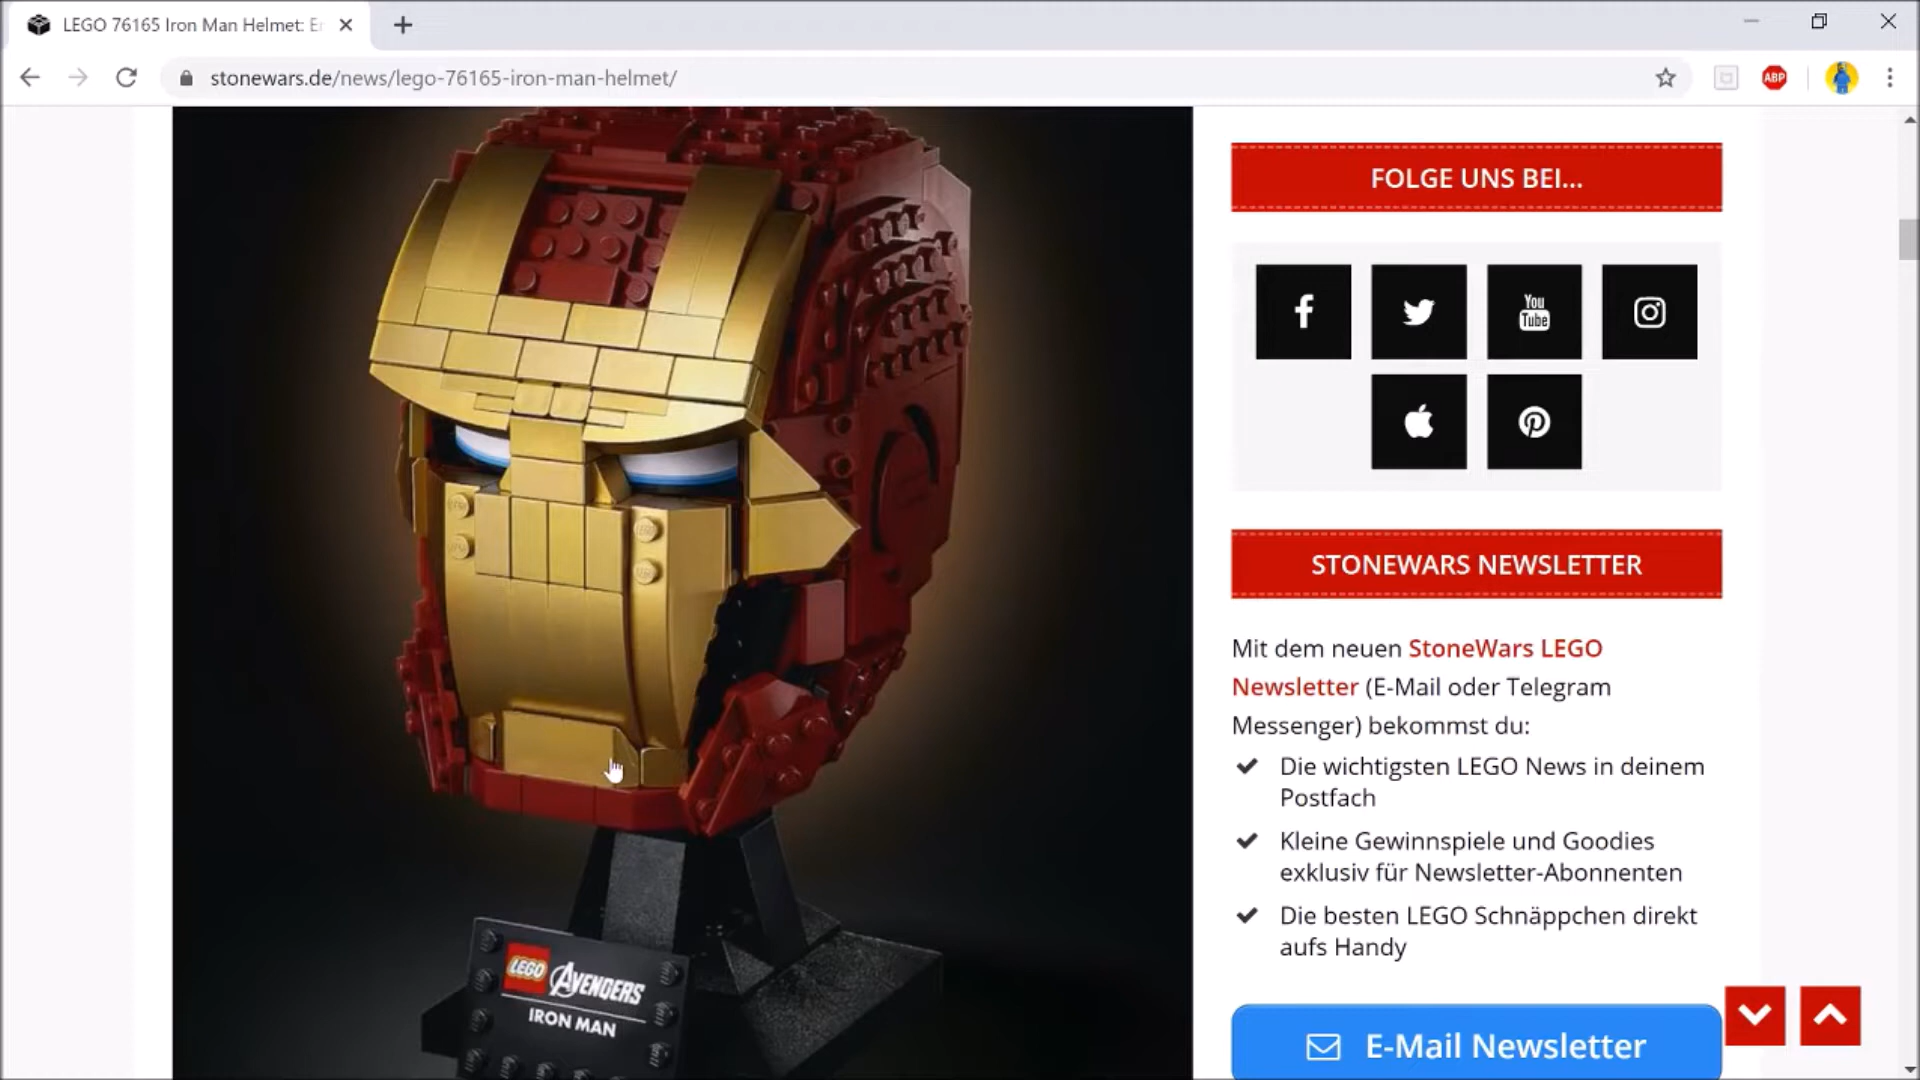 LEGO 76165 Iron Man Helmet: Er
stonewars.de/news/lego-76165-iron-man-helmet/
ABP
FOLGE UNS BEI...
You
Tube
STONEWARS NEWSLETTER
Mit dem neuen StoneWars LEGO
Newsletter (E-Mail oder Telegram
Messenger) bekommst du:
Die wichtigsten LEGO News in deinem
Postfach
Kleine Gewinnspiele und Goodies
exklusiv für Newsletter-Abonnenten
Die besten LEGO Schnäppchen direkt
aufs Handy
E-Mail Newsletter
LEGO AVENGERS
IRON MAN